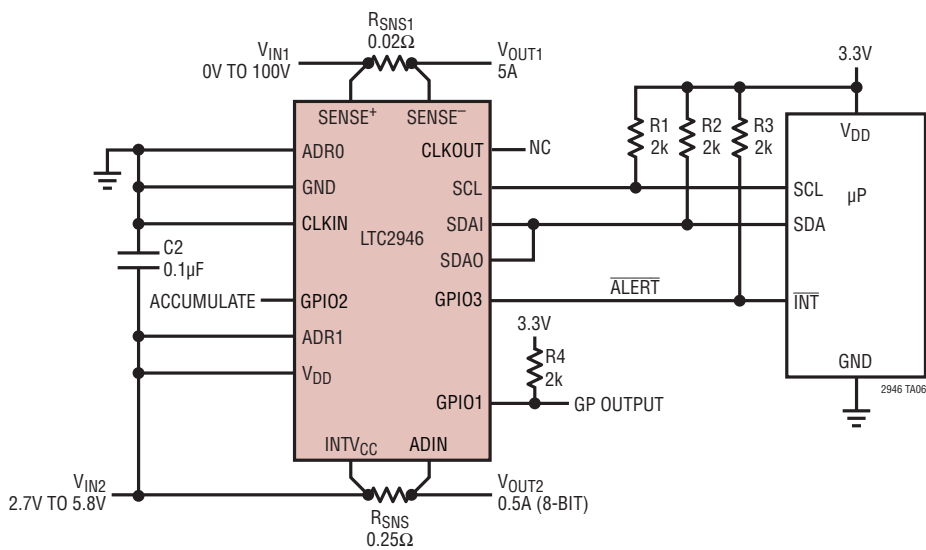 RSNS1
0.02Ω
VIN1
0V TO 100V
VOUT1
5A
3.3V
SENSE+
SENSE–
ADR0
GND
CLKIN
C2
0.1µF
ACCUMULATE
GPIO2
ADR1
VDD
LTC2946
CLKOUT
NC
SCL
SDAI
SDAO
GPIO3
ALERT
3.3V
R4
2k
GPIO1
GP OUTPUT
INTVCC
ADIN
R1
2k
R2
2k
R3
2k
VDD
SCL
µP
SDA
INT
GND
2946 TA06
VIN2
2.7V TO 5.8V
VOUT2
0.5A (8-BIT)
RSNS
0.25Ω